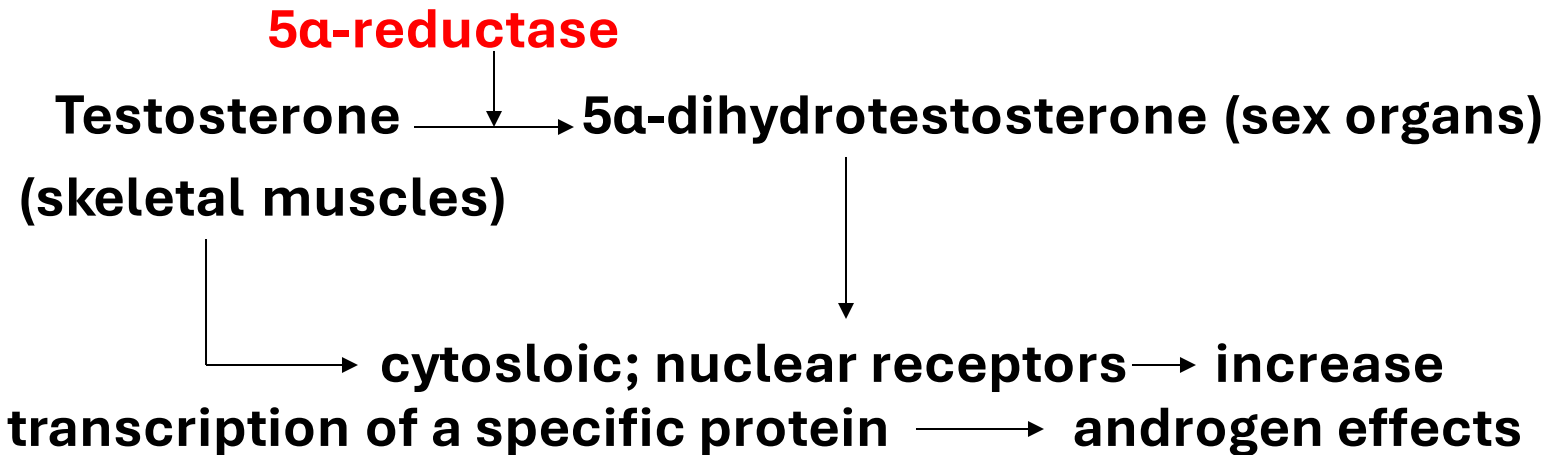 5α-reductase
Testosterone 5α-dihydrotestosterone (sex organs)
(skeletal muscles)
cytosloic; nuclear receptors increase
transcription of a specific protein androgen effects